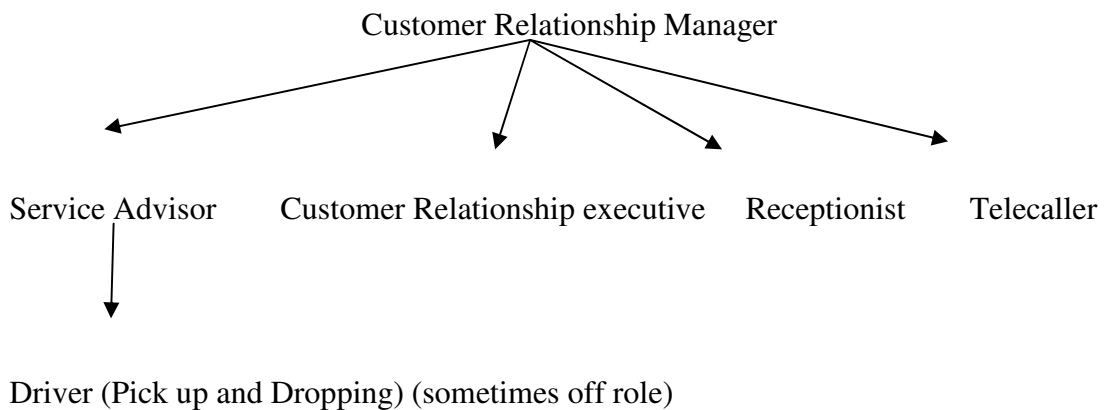 Customer Relationship Manager
Service Advisor Customer Relationship executive Receptionist Telecaller
Driver (Pick up and Dropping) (sometimes off role)